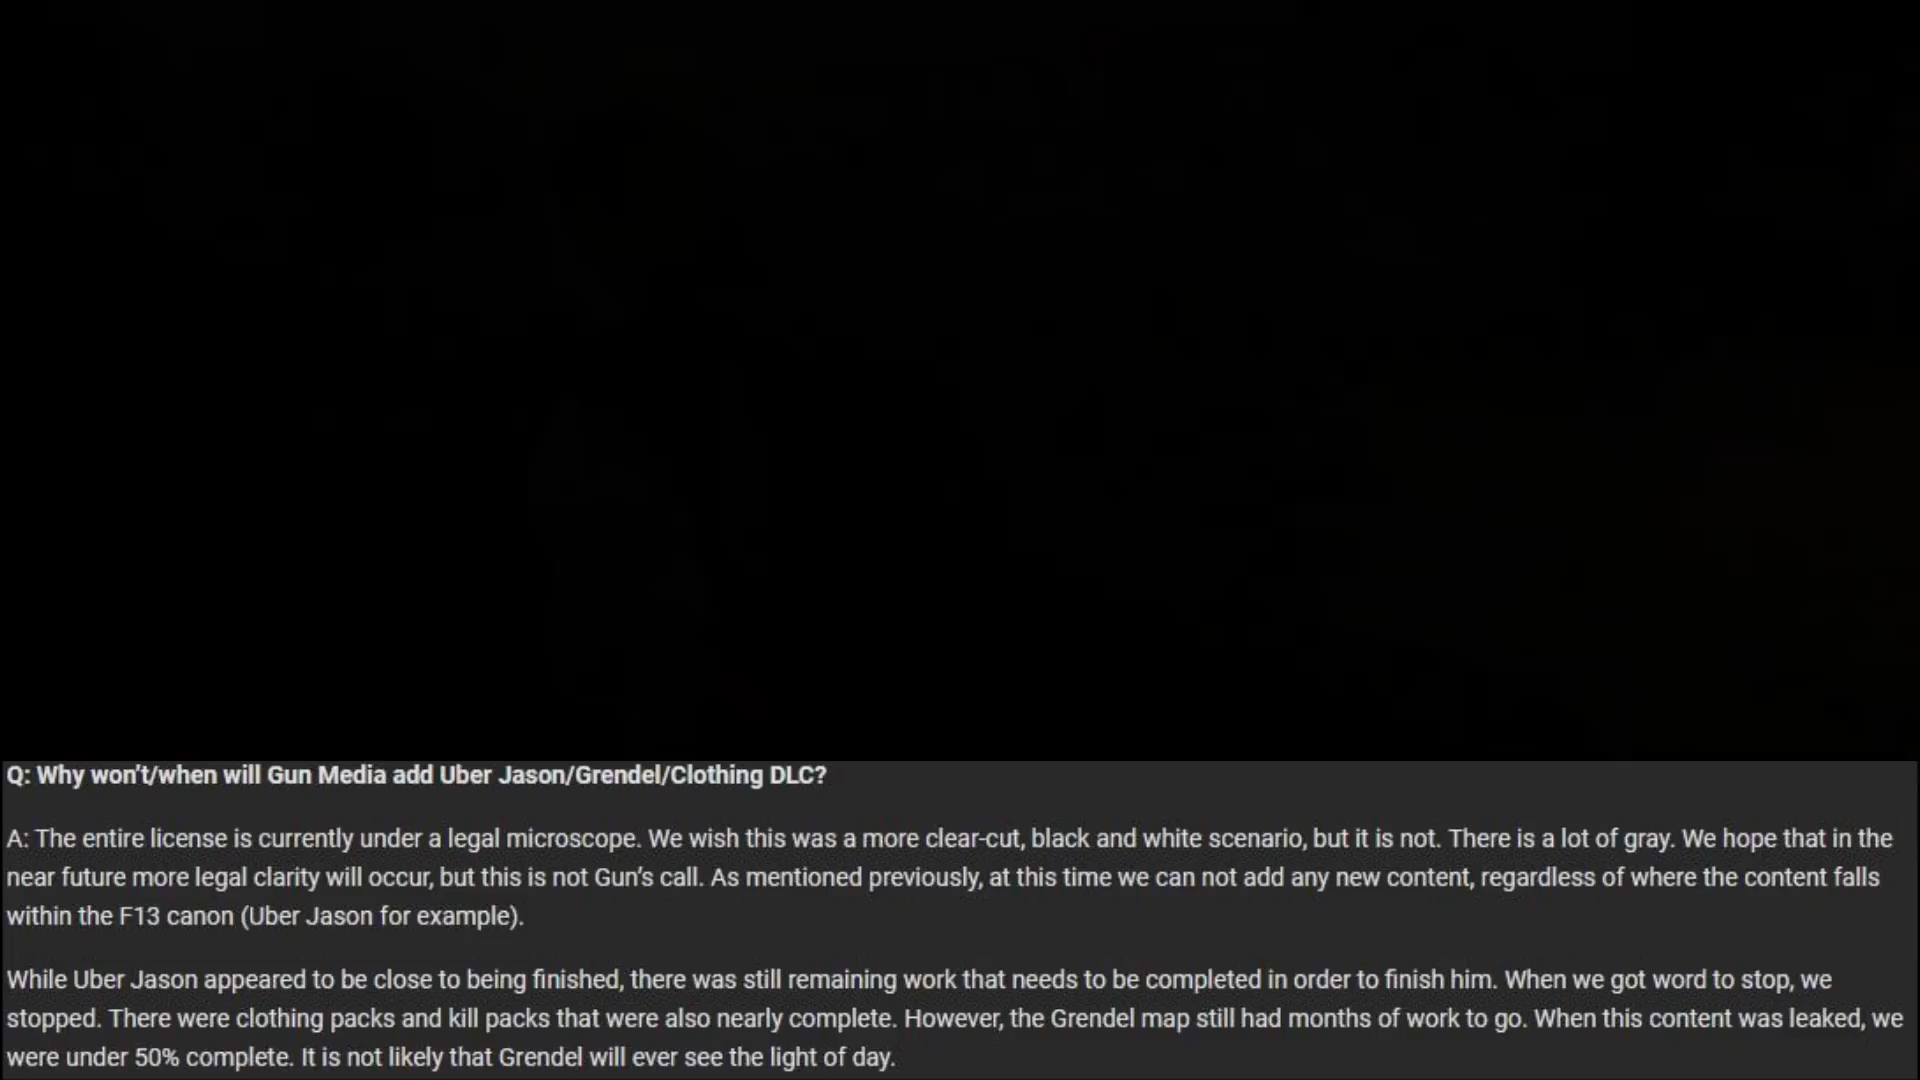 Q: Why won’t/when will Gun Media add Uber Jason/Grendel/Clothing DLC?
A: The entire license is currently under a legal microscope. We wish this was a more clear-cut, black and white scenario, but it is not. There is a lot of gray. We hope that in the
near future more legal clarity will occur, but this is not Gun’s call. As mentioned previously, at this time we can not add any new content, regardless of where the content falls
within the F13 canon (Uber Jason for example).
While Uber Jason appeared to be close to being finished, there was still remaining work that needs to be completed in order to finish him. When we got word to stop, we
stopped. There were clothing packs and kill packs that were also nearly complete. However, the Grendel map still had months of work to go. When this content was leaked, we
were under 50% complete. It is not likely that Grendel will ever see the light of day.